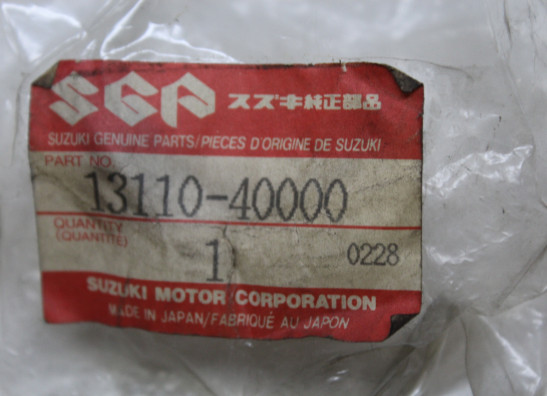 SGP スズキ純正部品
SUZUKI GENUINE PARTS/PIECES D'ORIGINE DE SUZUKI
PART NO.
13110-40000
QUANTITY
(QUANTITE)
1 0228
SUZUKI MOTOR CORPORATION
MADE IN JAPAN/FABRIQUÉ AU JAPON